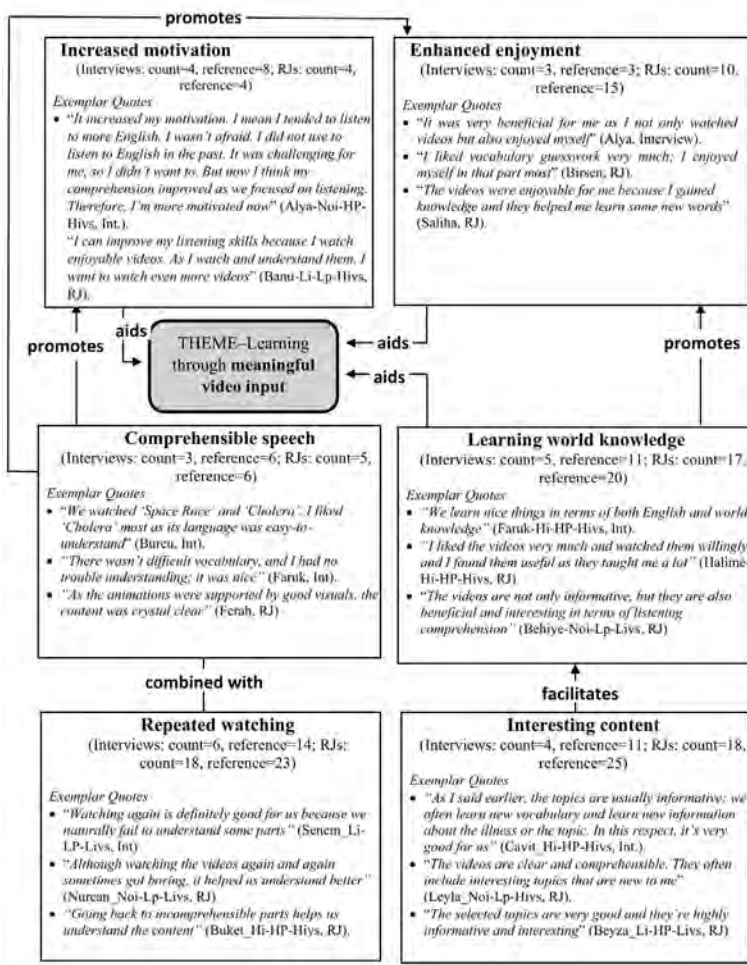 promotes
Increased motivation
(Interviews: count=4, reference=8; RJs: count=4,
reference=4)
Exemplar Quotes
• “It increased my motivation. I mean I tended to listen
to more English. I wasn’t afraid. I did not use to
listen to English in the past. It was challenging for
me, so I didn’t want to. But now I think my
comprehension improved as we focused on listening.
Therefore, I’m more motivated now” (Alya-Noi-HP-
Hivs, Int.).
“I can improve my listening skills because I watch
enjoyable videos. As I watch and understand them, I
want to watch even more videos” (Banu-Li-Lp-Hivs,
RJ).
Enhanced enjoyment
(Interviews: count=3, reference=3; RJs: count=10,
reference=15)
Exemplar Quotes
• “It was very beneficial for me as I not only watched
videos but also enjoyed myself” (Alya, Interview).
• “I liked vocabulary guesswork very much; I enjoyed
myself in that part most” (Birsen, RJ).
• “The videos were enjoyable for me because I gained
knowledge and they helped me learn some new words”
(Saliha, RJ).
promotes
aids
THEME–Learning
through meaningful
video input
aids
aids
promotes
Comprehensible speech
(Interviews: count=3, reference=6; RJs: count=5,
reference=6)
Exemplar Quotes
• “We watched ‘Space Race’ and ‘Cholera’. I liked
‘Cholera’ most as its language was easy-to-
understand” (Burcu, Int).
• “There wasn’t difficult vocabulary, and I had no
trouble understanding; it was nice” (Faruk, Int).
• “As the animations were supported by good visuals, the
content was crystal clear” (Ferah, RJ)
Learning world knowledge
(Interviews: count=5, reference=11; RJs: count=17,
reference=20)
Exemplar Quotes
• “We learn nice things in terms of both English and world
knowledge” (Faruk-Hi-HP-Hivs, Int).
• “I liked the videos very much and watched them willingly
and I found them useful as they taught me a lot” (Halime-
Hi-HP-Hivs, RJ)
• “The videos are not only informative, but they are also
beneficial and interesting in terms of listening
comprehension” (Behiye-Noi-Lp-Livs, RJ)
combined with
facilitates
Repeated watching
(Interviews: count=6, reference=14; RJs:
count=18, reference=23)
Exemplar Quotes
• “Watching again is definitely good for us because we
naturally fail to understand some parts” (Senem_Li-
LP-Livs, Int)
• “Although watching the videos again and again
sometimes got boring, it helped us understand better”
(Nurcan_Noi-Lp-Livs, RJ)
• “Going back to incomprehensible parts helps us
understand the content” (Buket_Hi-HP-Hivs, RJ).
Interesting content
(Interviews: count=4, reference=11; RJs: count=18,
reference=25)
Exemplar Quotes
• “As I said earlier, the topics are usually informative; we
often learn new vocabulary and learn new information
about the illness or the topic. In this respect, it’s very
good for us” (Cavit_Hi-HP-Hivs, Int.).
• “The videos are clear and comprehensible. They often
include interesting topics that are new to me”
(Leyla_Noi-Lp-Hivs, RJ).
• “The selected topics are very good and they’re highly
informative and interesting” (Beyza_Li-HP-Livs, RJ)